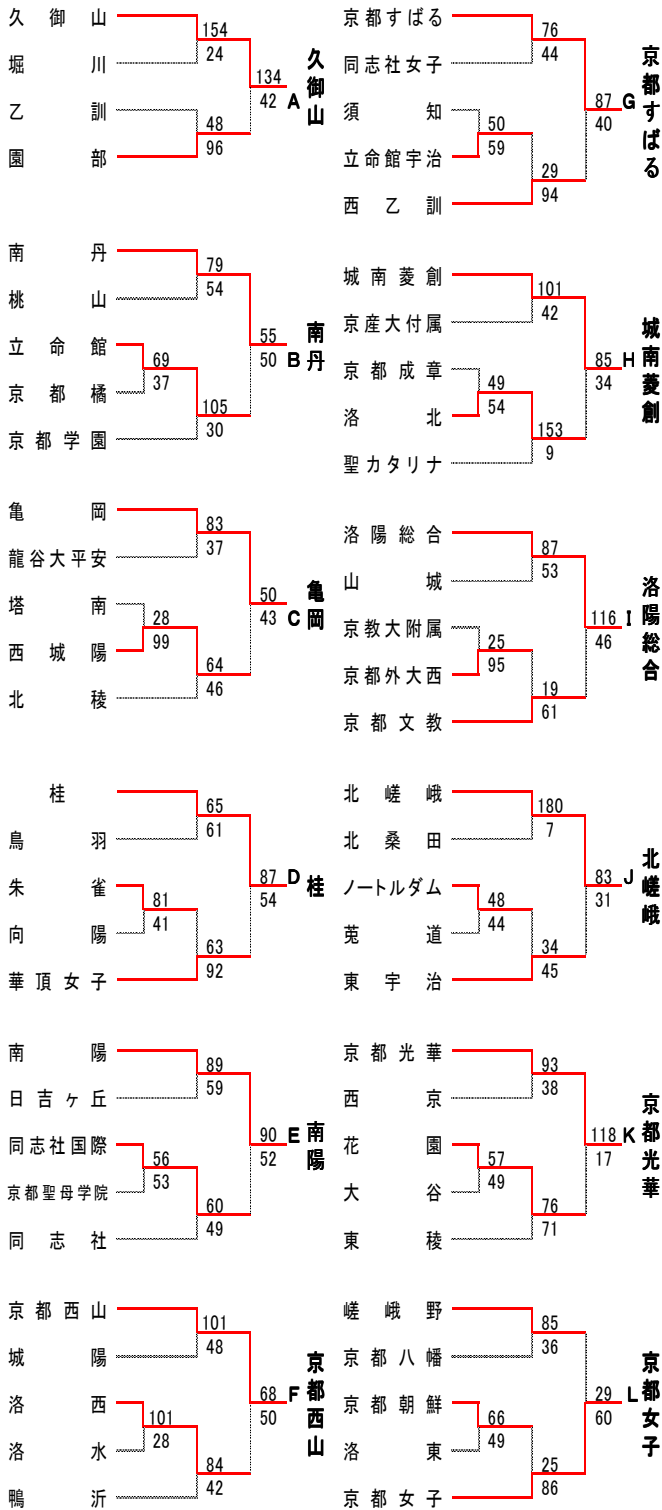 久御山
154
24
堀川
134
42
A
久御山
乙訓
48
96
園部
南丹
79
54
桃山
55
50
B
南丹
立命館
69
37
京都橘
105
30
京都学園
亀岡
83
37
龍谷大平安
50
43
C
亀岡
塔南
28
99
西城陽
64
46
北稜
桂
65
61
鳥羽
87
54
D
桂
朱雀
81
41
向陽
63
92
華頂女子
南陽
89
59
日吉ヶ丘
90
52
E
南陽
同志社国際
56
53
京都聖母学院
60
49
同志社
京都西山
101
48
城陽
68
50
F
京都西山
洛西
101
28
洛水
84
42
鴨沂
京都すばる
76
44
同志社女子
87
40
G
京都すばる
須知
50
59
立命館宇治
29
94
西乙訓
城南菱創
101
42
京産大付属
85
34
H
城南菱創
京都成章
49
54
洛北
153
9
聖カタリナ
洛陽総合
87
53
山城
116
46
I
洛陽総合
京教大附属
25
95
京都外大西
19
61
京都文教
北嵯峨
180
7
北桑田
83
31
J
北嵯峨
ノートルダム
48
44
莵道
34
45
東宇治
京都光華
93
38
西京
118
17
K
京都光華
花園
57
49
大谷
76
71
東稜
嵯峨野
85
36
京都八幡
29
60
L
京都女子
京都朝鮮
66
49
洛東
25
86
京都女子